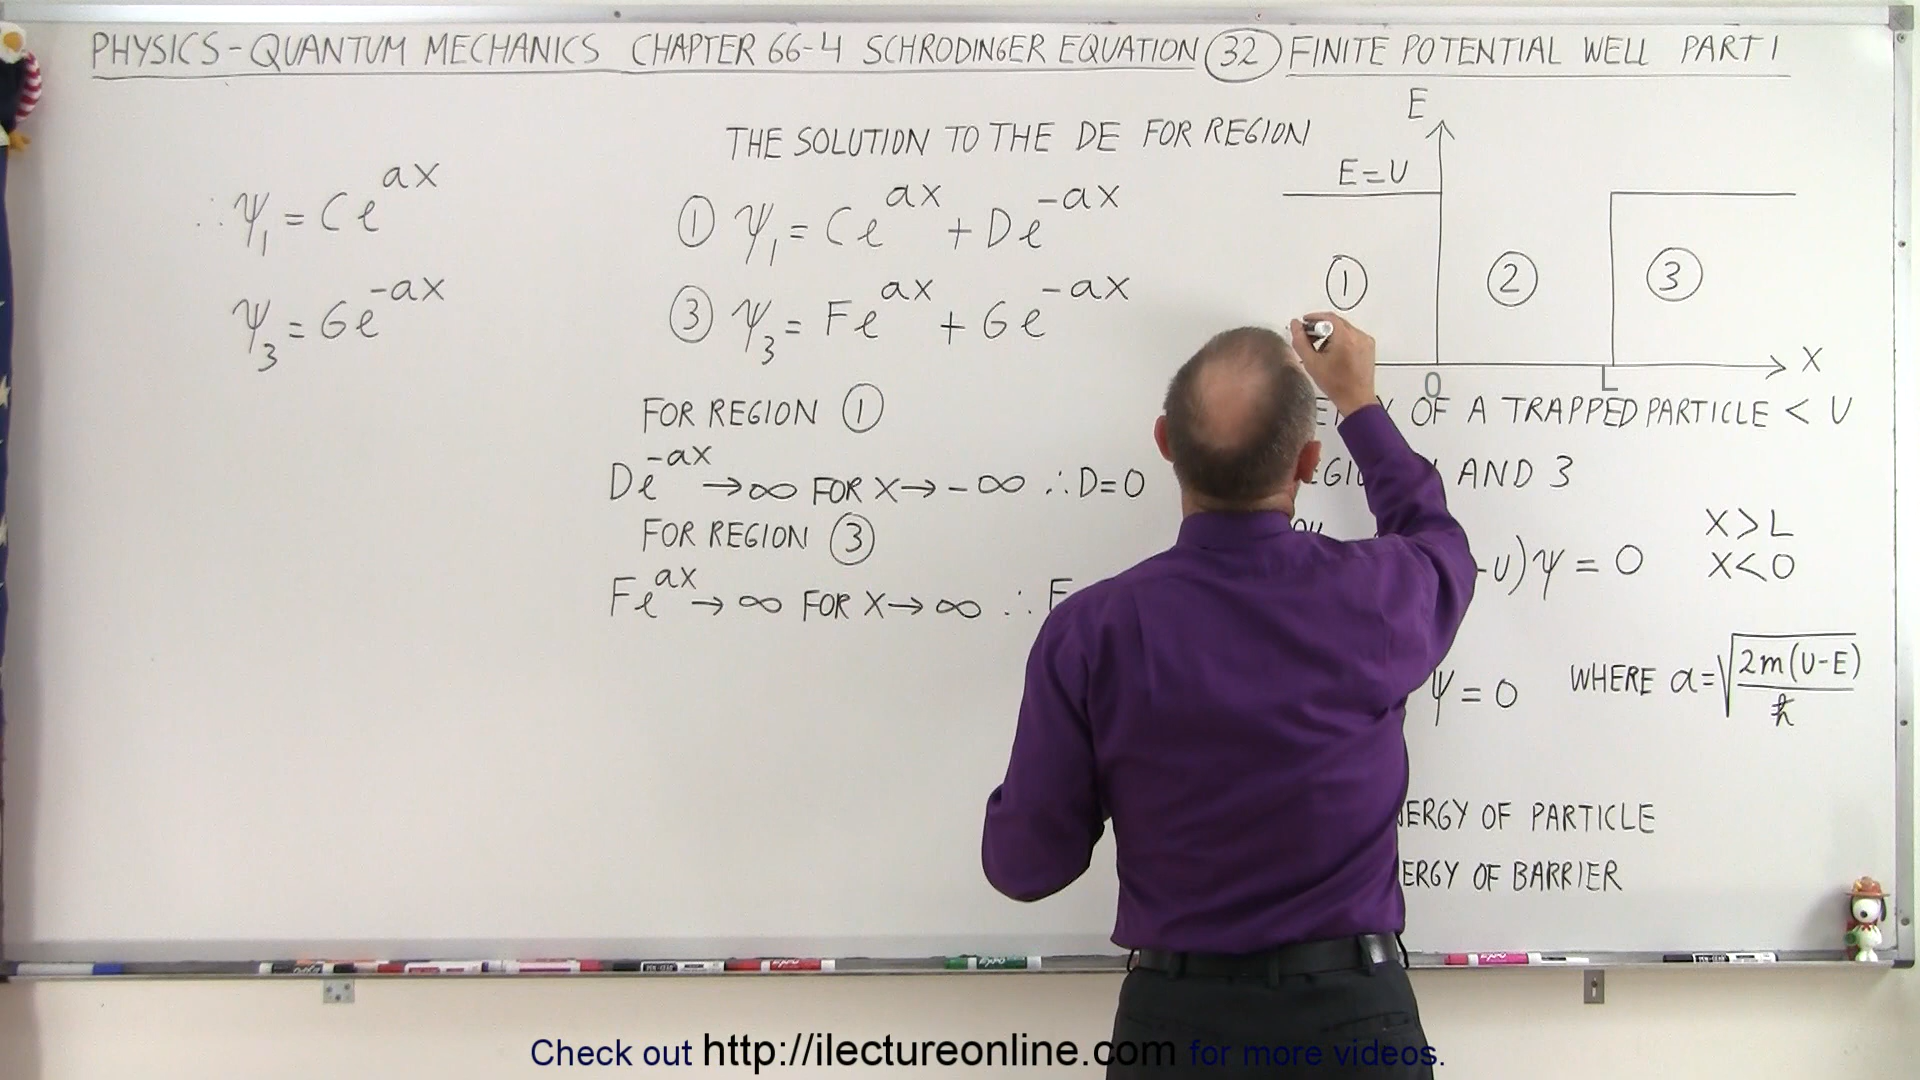 PHYSICS-QUANTUM MECHANICS CHAPTER 66-4 SCHRODINGER EQUATION 32 FINITE POTENTIAL WELL PART 1
∴ ψ₁ = Ce^ax
ψ₃ = Ge^-ax
THE SOLUTION TO THE DE FOR REGION
① ψ₁ = Ce^ax + De^-ax
③ ψ₃ = Fe^ax + Ge^-ax
FOR REGION ①
De^-ax → ∞ FOR X → -∞ ∴ D=0
FOR REGION ③
Fe^ax → ∞ FOR X → ∞ ∴ F
E
E=U
① ② ③
X
0 L
OF A TRAPPED PARTICLE < U
AND 3
-U)ψ = 0
X>L
X<0
ψ = 0 WHERE a=√2m(U-E)/ℏ
OF PARTICLE
OF BARRIER
Check out http://ilectureonline.com for more videos.